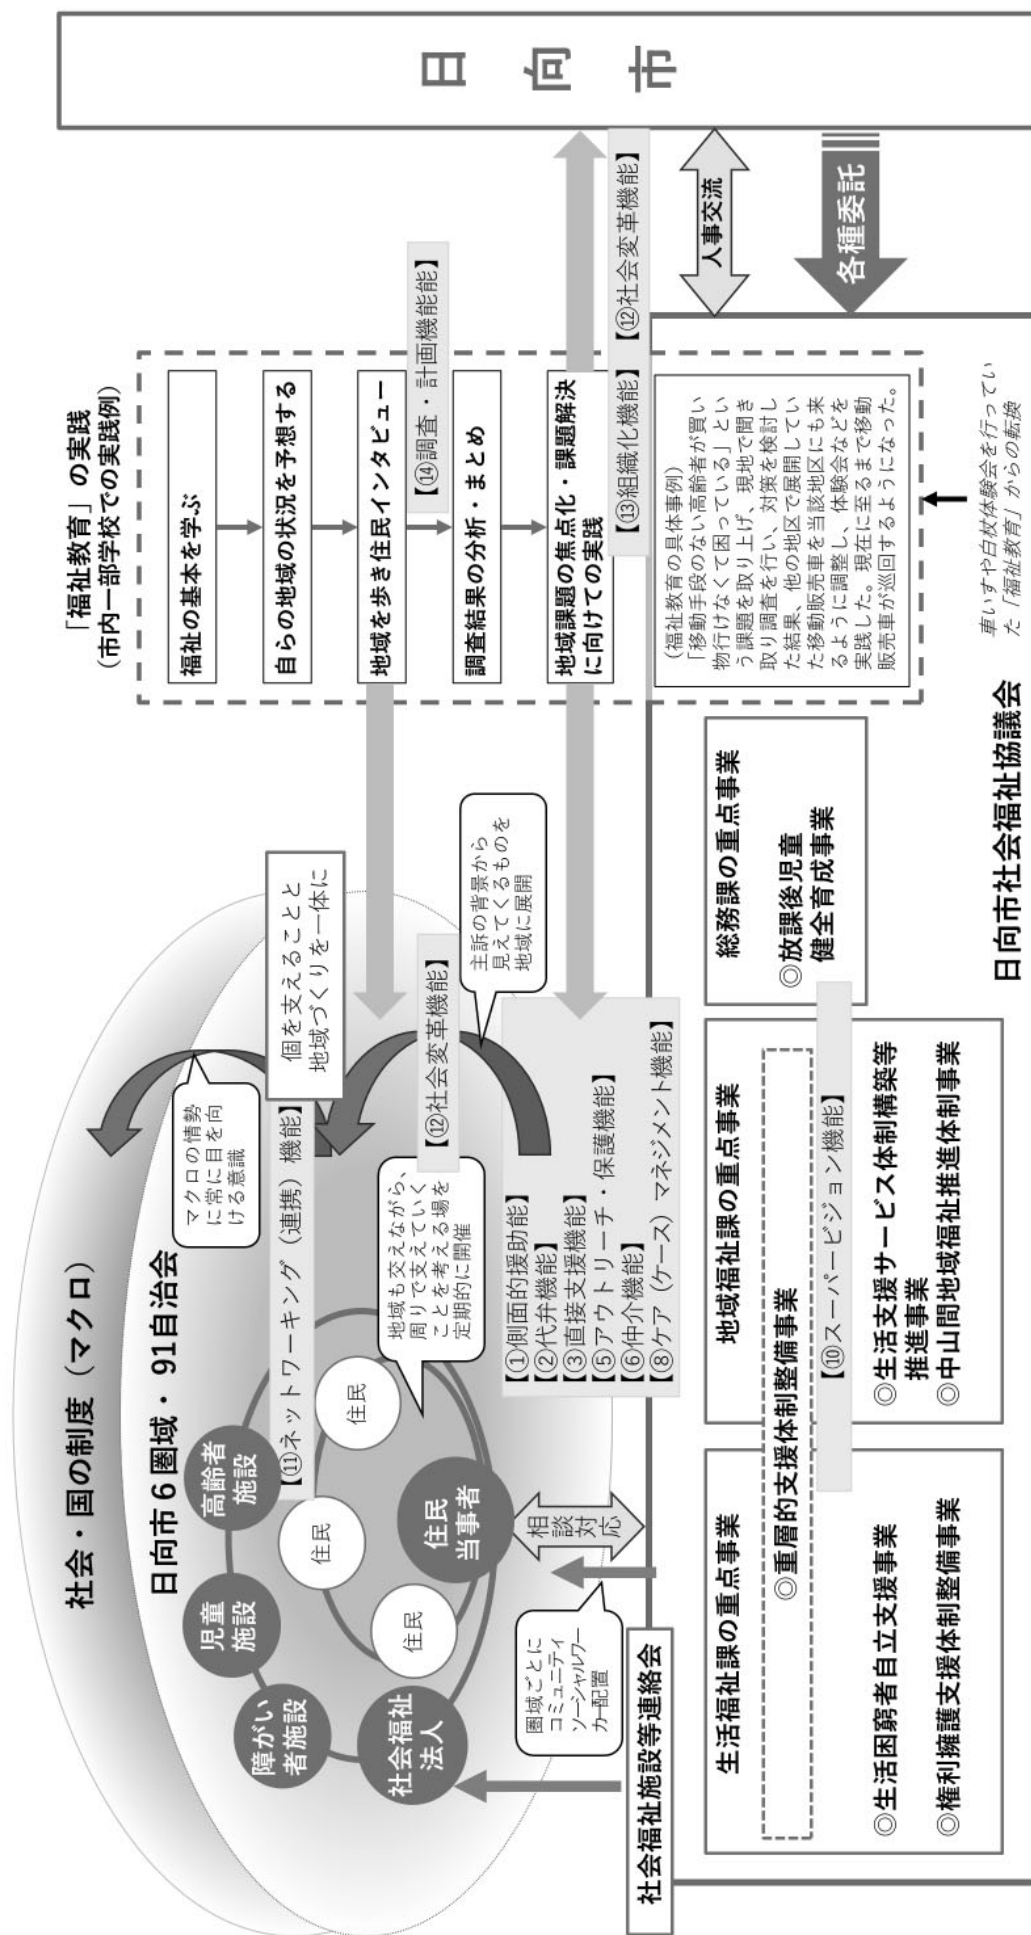 社会・国の制度（マクロ）
日向市６圏域・91自治会
マクロの情勢
に常に目を向
ける意識
個を支えることと
地域づくりを一体に
障がい
者施設
児童
施設
高齢者
施設
社会福祉
法人
住民
住民
住民
住民
当事者
【⑪ネットワーキング（連携）機能】
地域も交えながら、
周りで支えていく
ことを考える場を
定期的に開催
【⑫社会変革機能】
主訴の背景から
見えてくるものを
地域に展開
【①側面的援助能】
【②代弁機能】
【③直接支援機能】
【⑤アウトリーチ・保護機能】
【⑥仲介機能】
【⑧ケア（ケース）マネジメント機能】
相談
対応
圏域ごとに
コミュニティ
ソーシャルワー
カー配置
社会福祉施設等連絡会
生活福祉課の重点事業
地域福祉課の重点事業
総務課の重点事業
◎重層的支援体制整備事業
【⑩スーパービジョン機能】
◎生活困窮者自立支援事業
◎権利擁護支援体制整備事業
◎生活支援サービス体制構築等
推進事業
◎中山間地域福祉推進体制事業
◎放課後児童
健全育成事業
日向市社会福祉協議会
「福祉教育」の実践
（市内一部学校での実践例）
福祉の基本を学ぶ
自らの地域の状況を予想する
地域を歩き住民インタビュー
【⑭調査・計画機能能】
調査結果の分析・まとめ
地域課題の焦点化・課題解決
に向けての実践
【⑬組織化機能】【⑫社会変革機能】
（福祉教育の具体事例）
「移動手段のない高齢者が買い
物行けなくて困っている」とい
う課題を取り上げ、現地で聞き
取り調査を行い、対策を検討し
た結果、他の地区で展開してい
た移動販売車を当該地区にも来
るように調整し、体験会などを
実践した。現在に至るまで移動
販売車が巡回するようになった。
車いすや白杖体験会を行ってい
た「福祉教育」からの転換
人事交流
各種委託
日向市